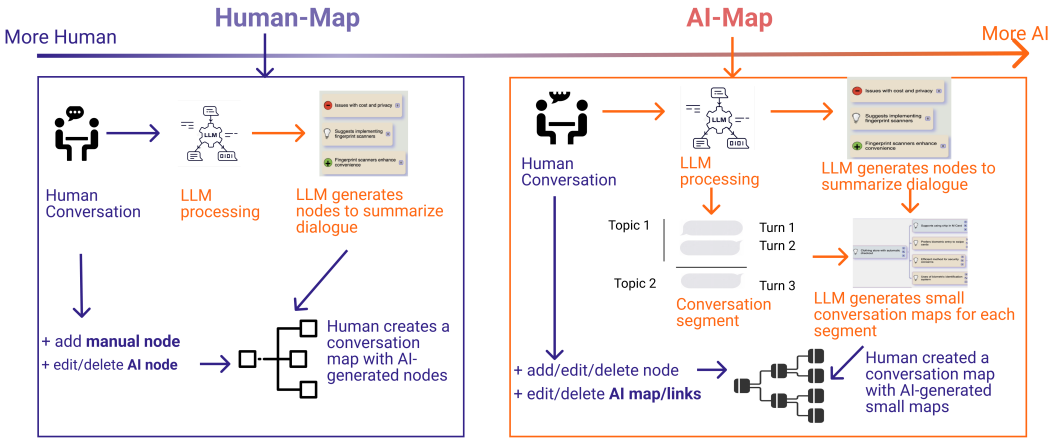 Human-Map
AI-Map
More Human
More AI
Issues with cost and privacy
Suggests implementing
fingerprint scanners
Fingerprint scanners enhance
convenience
LLM
Human
Conversation
LLM
processing
LLM generates
nodes to summarize
dialogue
+ add manual node
+ edit/delete AI node
Human creates a
conversation
map with AI-
generated nodes
Issues with cost and privacy
Suggests implementing
fingerprint scanners
Fingerprint scanners enhance
convenience
LLM
Human
Conversation
LLM
processing
LLM generates nodes to
summarize dialogue
Topic 1
Turn 1
Turn 2
Topic 2
Turn 3
Conversation
segment
LLM generates small
conversation maps for each
segment
+ add/edit/delete node
+ edit/delete AI map/links
Human created a
conversation map
with AI-generated
small maps